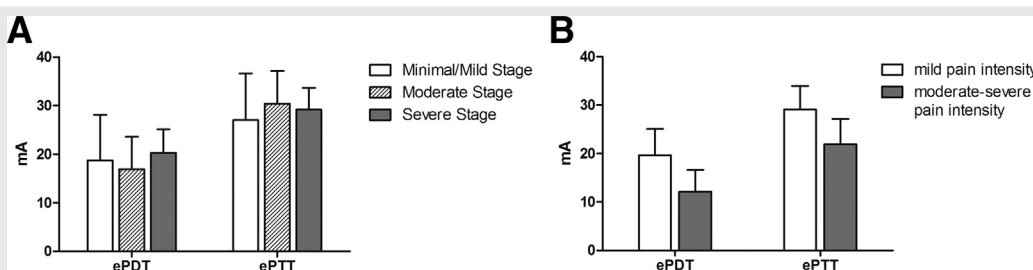 A
40
30
20
10
0
mA
ePDT
ePTT
Minimal/Mild Stage
Moderate Stage
Severe Stage
B
40
30
20
10
0
mA
ePDT
ePTT
mild pain intensity
moderate-severe
pain intensity